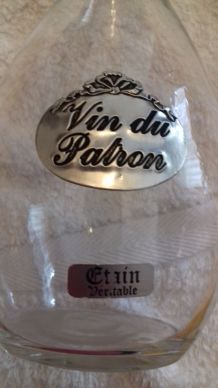 Vin du
Patron
Etain
Veritable